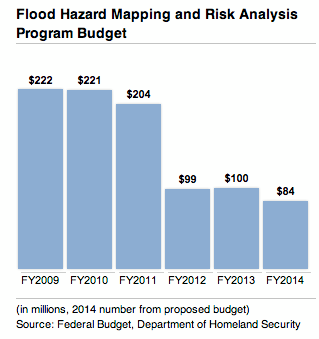 Flood Hazard Mapping and Risk Analysis
Program Budget
$222
$221
$204
$99
$100
$84
FY2009 FY2010 FY2011 FY2012 FY2013 FY2014
(in millions, 2014 number from proposed budget)
Source: Federal Budget, Department of Homeland Security